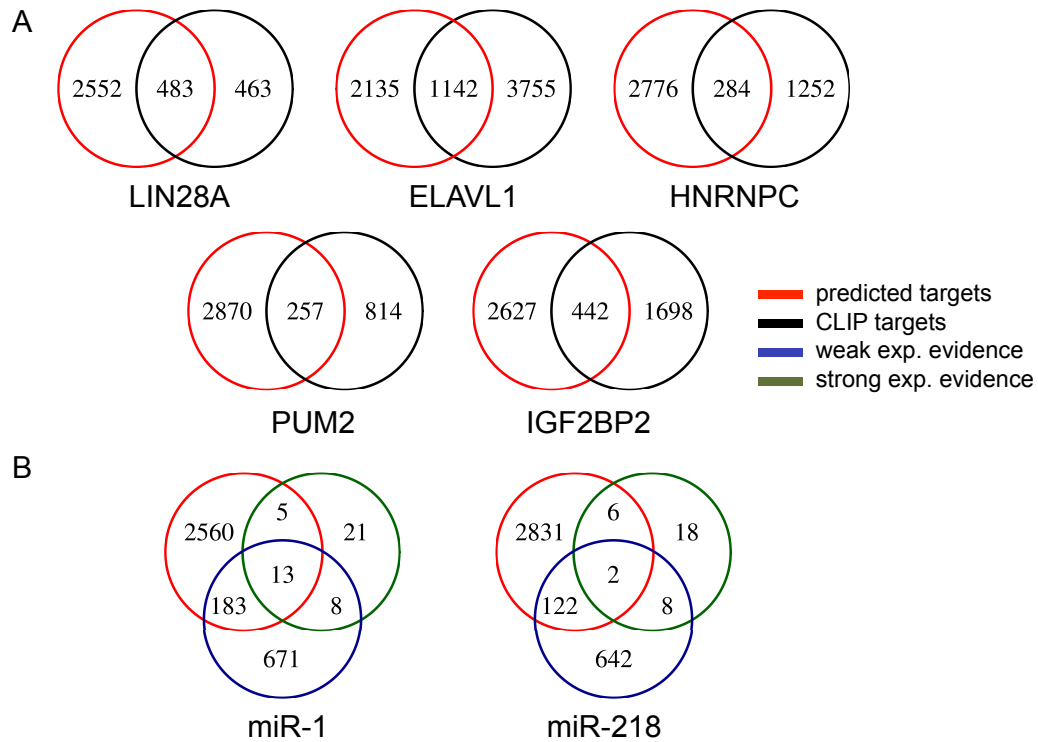 A
2552 483 463
LIN28A
2135 1142 3755
ELAVL1
2776 284 1252
HNRNPC
2870 257 814
PUM2
2627 442 1698
IGF2BP2
predicted targets
CLIP targets
weak exp. evidence
strong exp. evidence
B
5
2560 21
13
183 8
671
miR-1
6
2831 18
2
122 8
642
miR-218